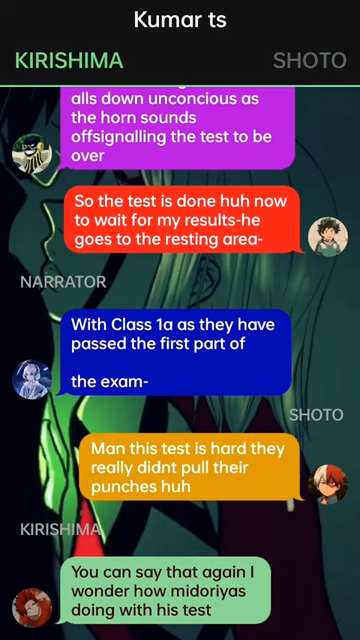 Kumar ts
KIRISHIMA
SHOTO
alls down unconcious as
the horn sounds
offsignalling the test to be
over
So the test is done huh now
to wait for my results-he
goes to the resting area-
NARRATOR
With Class 1a as they have
passed the first part of
the exam-
SHOTO
Man this test is hard they
really didnt pull their
punches huh
KIRISHIMA
You can say that again I
wonder how midoriyas
doing with his test